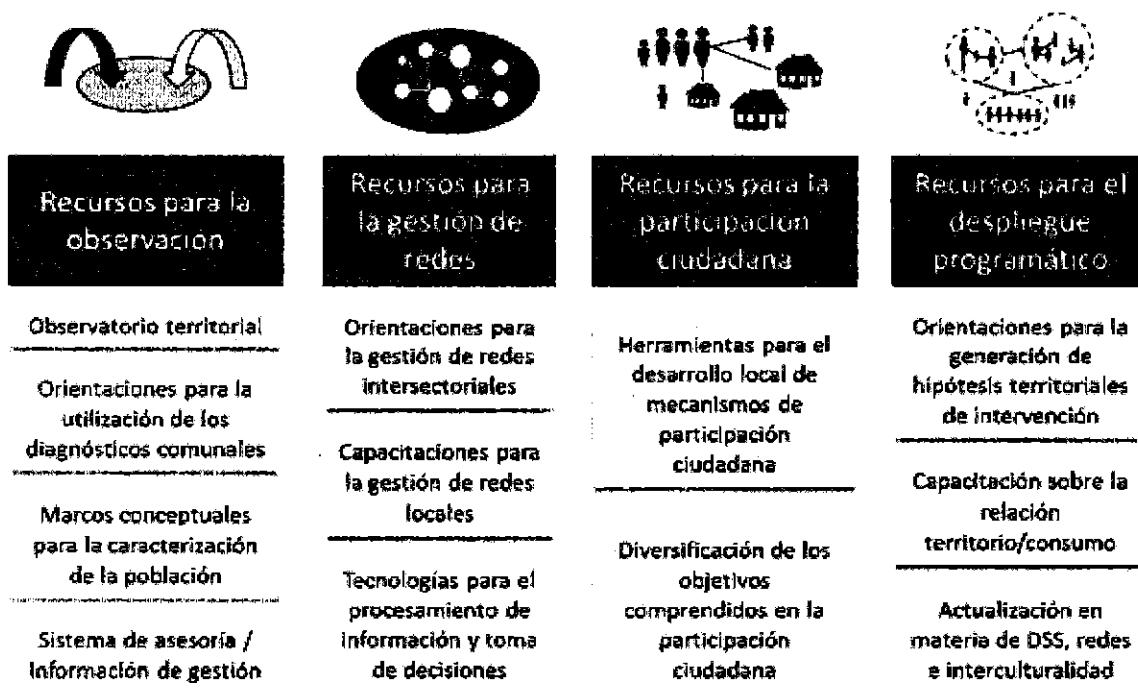 Recursos para la
observación
Observatorio territorial
Orientaciones para la
utilización de los
diagnósticos comunales
Marcos conceptuales
para la caracterización
de la población
Sistema de asesoría /
Información de gestión
Recursos para
la gestión de
redes
Orientaciones para
la gestión de redes
intersectoriales
Capacitaciones para
la gestión de redes
locales
Tecnologías para el
procesamiento de
información y toma
de decisiones
Recursos para la
participación
ciudadana
Herramientas para el
desarrollo local de
mecanismos de
participación
ciudadana
Diversificación de los
objetivos
comprendidos en la
participación
ciudadana
Recursos para el
despliegue
programático
Orientaciones para la
generación de
hipótesis territoriales
de intervención
Capacitación sobre la
relación
territorio/consumo
Actualización en
materia de DSS, redes
e interculturalidad